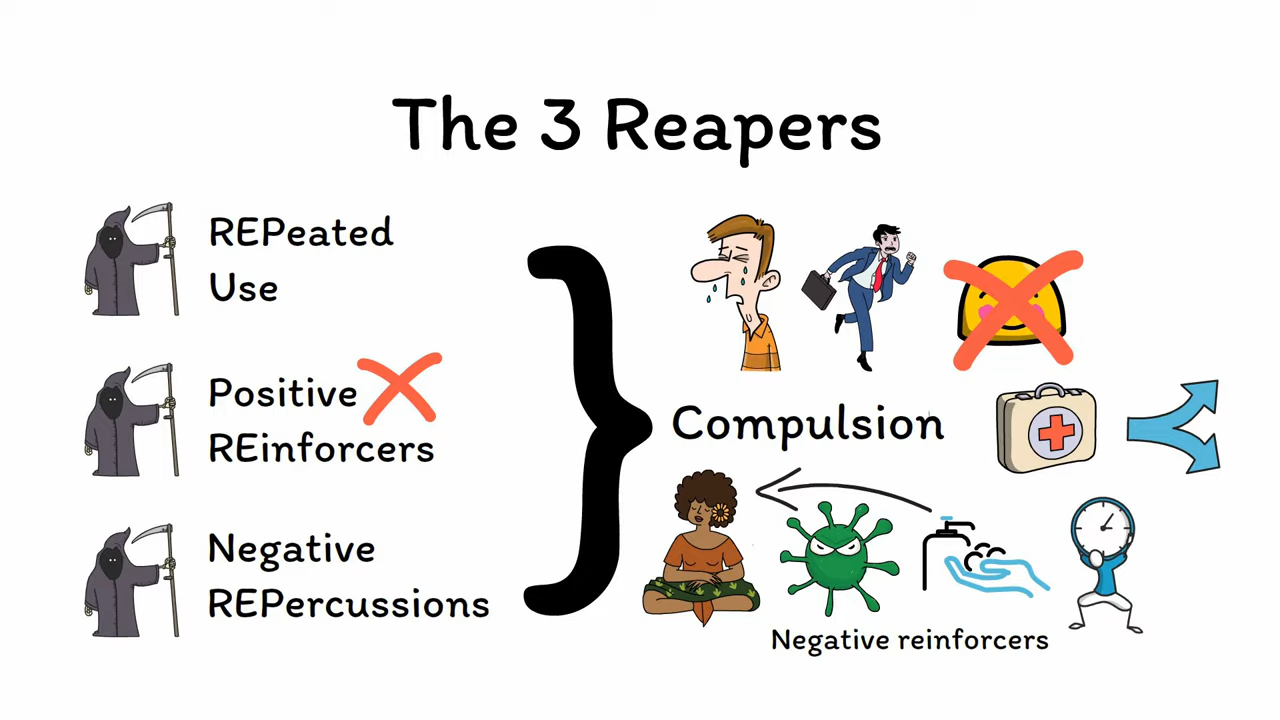 The 3 Reapers
REPeated
Use
Positive
REinforcers
Negative
REPercussions
Compulsion
Negative reinforcers